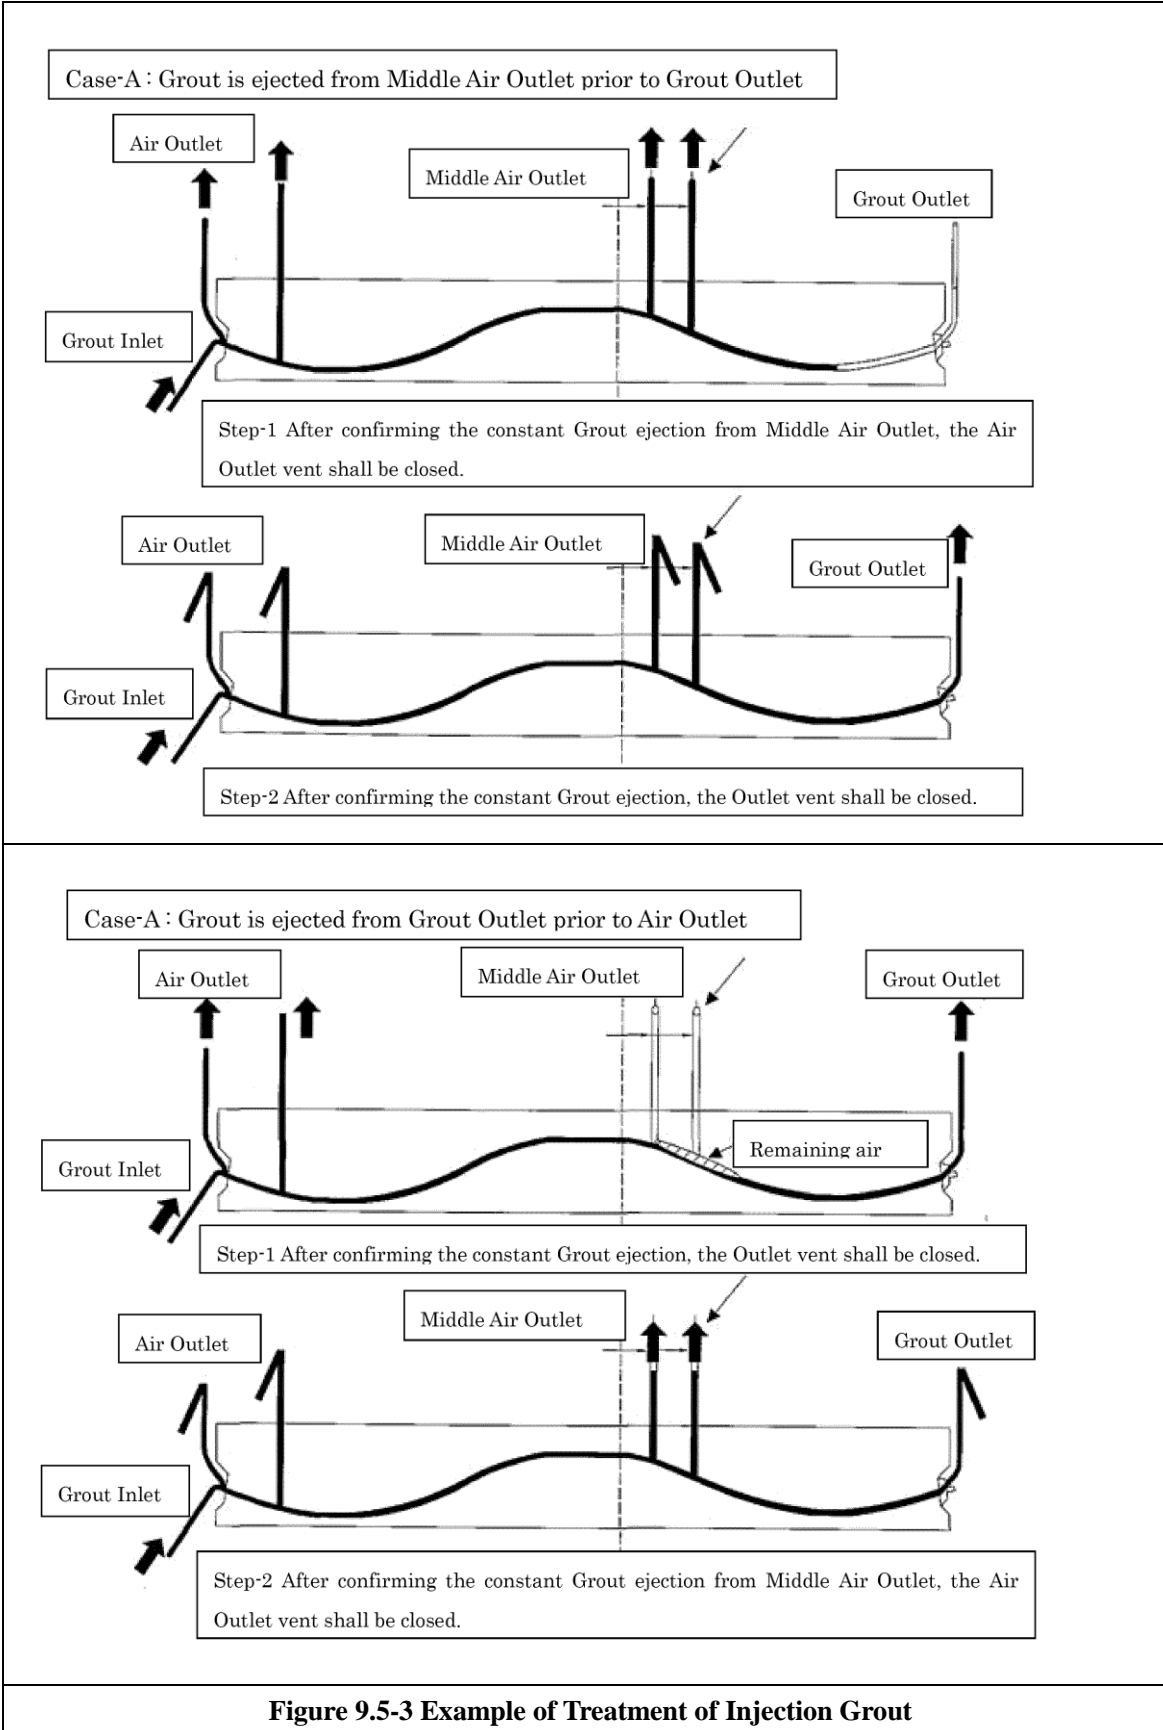 Case-A : Grout is ejected from Middle Air Outlet prior to Grout Outlet
Air Outlet
Middle Air Outlet
Grout Outlet
Grout Inlet
Step-1 After confirming the constant Grout ejection from Middle Air Outlet, the Air
Outlet vent shall be closed.
Air Outlet
Middle Air Outlet
Grout Outlet
Grout Inlet
Step-2 After confirming the constant Grout ejection, the Outlet vent shall be closed.
Case-A : Grout is ejected from Grout Outlet prior to Air Outlet
Air Outlet
Middle Air Outlet
Grout Outlet
Remaining air
Grout Inlet
Step-1 After confirming the constant Grout ejection, the Outlet vent shall be closed.
Middle Air Outlet
Air Outlet
Grout Outlet
Grout Inlet
Step-2 After confirming the constant Grout ejection from Middle Air Outlet, the Air
Outlet vent shall be closed.
Figure 9.5-3 Example of Treatment of Injection Grout